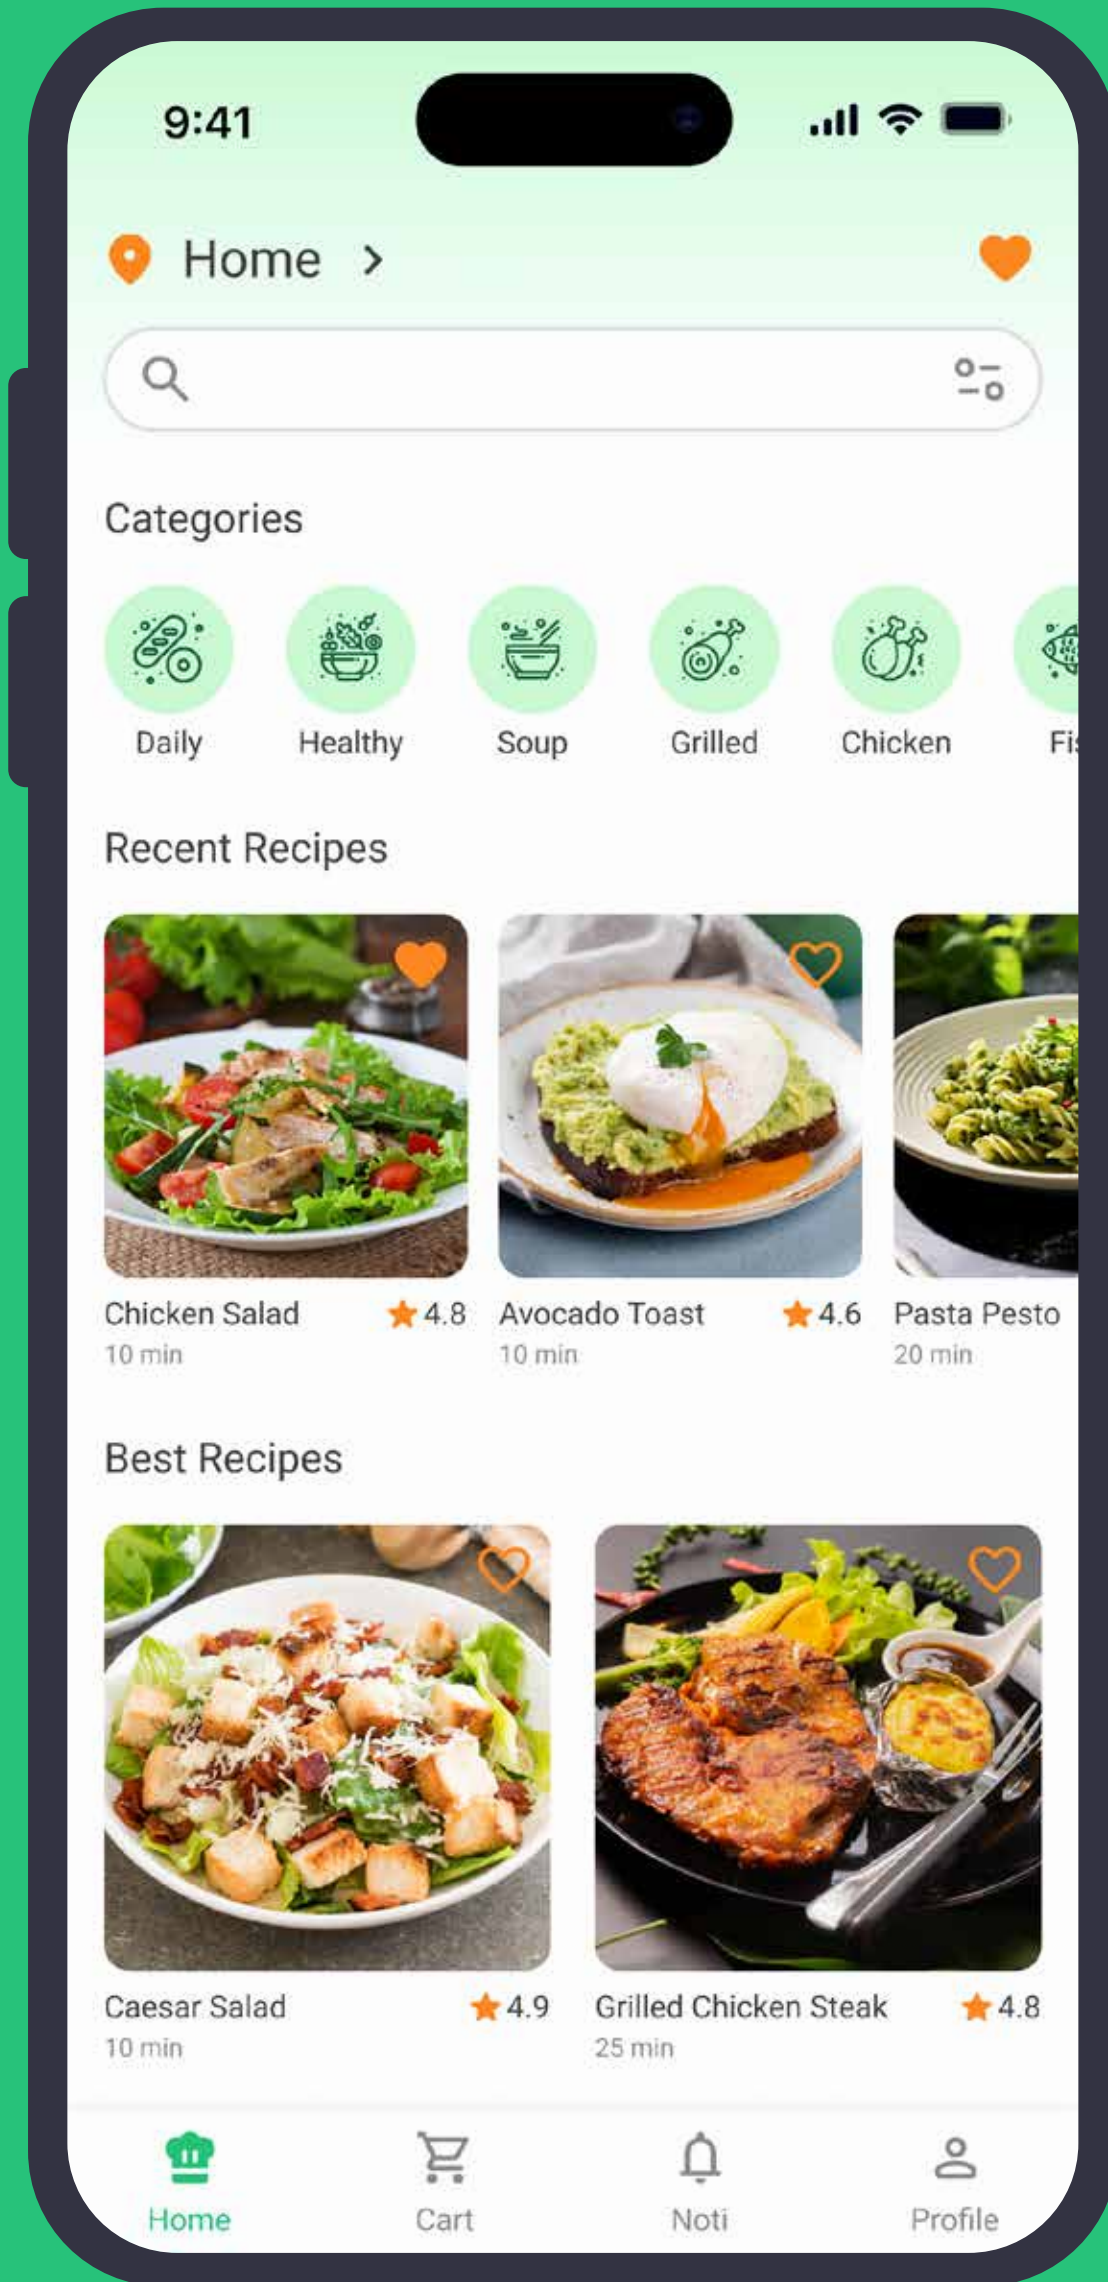 9:41
Home
Categories
Daily Healthy Soup Grilled Chicken
Recent Recipes
Chicken Salad 4.8 Avocado Toast 4.6 Pasta Pesto
10 min 10 min 20 min
Best Recipes
Caesar Salad 4.9 Grilled Chicken Steak 4.8
10 min 25 min
Home Cart Noti Profile